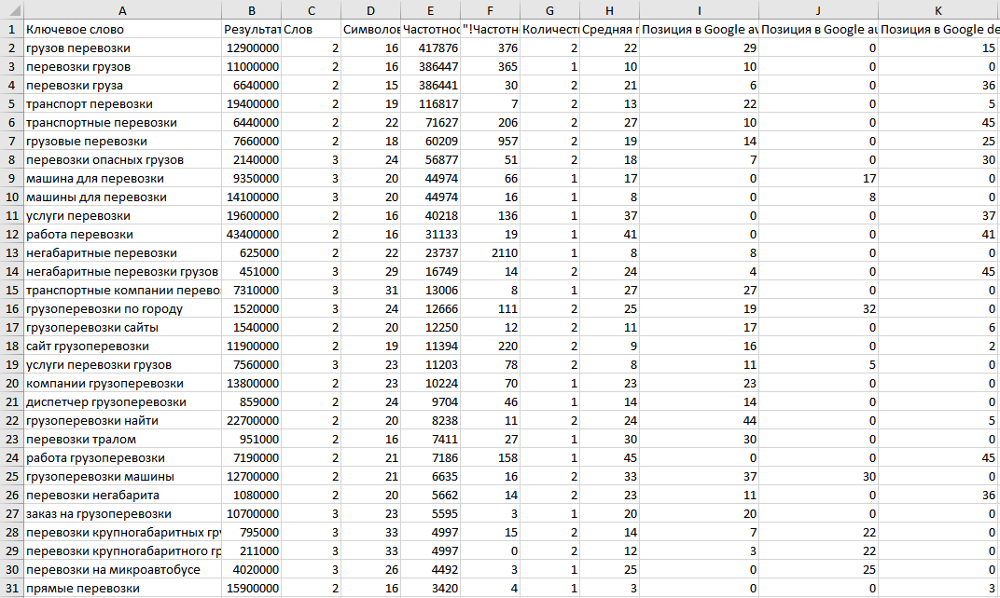 A B C D E F G H I J K
1 Ключевое слово Результат Слов Символов Частотнос "!Частотн Количести Средняя п Позиция в Google av Позиция в Google au Позиция в Google de
2 грузов перевозки 12900000 2 16 417876 376 2 22 29 0 15
3 перевозки грузов 11000000 2 16 386447 365 1 10 10 0 0
4 перевозки груза 6640000 2 15 386441 30 2 21 6 0 36
5 транспорт перевозки 19400000 2 19 116817 7 2 13 22 0 5
6 транспортные перевозки 6440000 2 22 71627 206 2 27 10 0 45
7 грузовые перевозки 7660000 2 18 60209 957 2 19 14 0 25
8 перевозки опасных грузов 2140000 3 24 56877 51 2 18 7 0 30
9 машина для перевозки 9350000 3 20 44974 66 1 17 0 17 0
10 машины для перевозки 14100000 3 20 44974 16 1 8 0 8 0
11 услуги перевозки 19600000 2 16 40218 136 1 37 0 0 37
12 работа перевозки 43400000 2 16 31133 19 1 41 0 0 41
13 негабаритные перевозки 625000 2 22 23737 2110 1 8 8 0 0
14 негабаритные перевозки грузов 451000 3 29 16749 14 2 24 4 0 45
15 транспортные компании перево 7310000 3 31 13006 8 1 27 27 0 0
16 грузоперевозки по городу 1520000 3 24 12666 111 2 25 19 32 0
17 грузоперевозки сайты 1540000 2 20 12250 12 2 11 17 0 6
18 сайт грузоперевозки 11900000 2 19 11394 220 2 9 16 0 2
19 услуги перевозки грузов 7560000 3 23 11203 78 2 8 11 5 0
20 компании грузоперевозки 13800000 2 23 10224 70 1 23 23 0 0
21 диспетчер грузоперевозки 859000 2 24 9704 46 1 14 14 0 0
22 грузоперевозки найти 22700000 2 20 8238 11 2 24 44 0 5
23 перевозки тралом 951000 2 16 7411 27 1 30 30 0 0
24 работа грузоперевозки 7190000 2 21 7186 158 1 45 0 0 45
25 грузоперевозки машины 12700000 2 21 6635 16 2 33 37 30 0
26 перевозки негабарита 1080000 2 20 5662 14 2 23 11 0 36
27 заказ на грузоперевозки 10700000 3 23 5595 3 1 20 20 0 0
28 перевозки крупногабаритных гру 795000 3 33 4997 15 2 14 7 22 0
29 перевозки крупногабаритного гр 211000 3 33 4997 0 2 12 3 22 0
30 перевозки на микроавтобусе 4020000 3 26 4492 3 1 25 0 25 0
31 прямые перевозки 15900000 2 16 3420 4 1 3 0 0 3